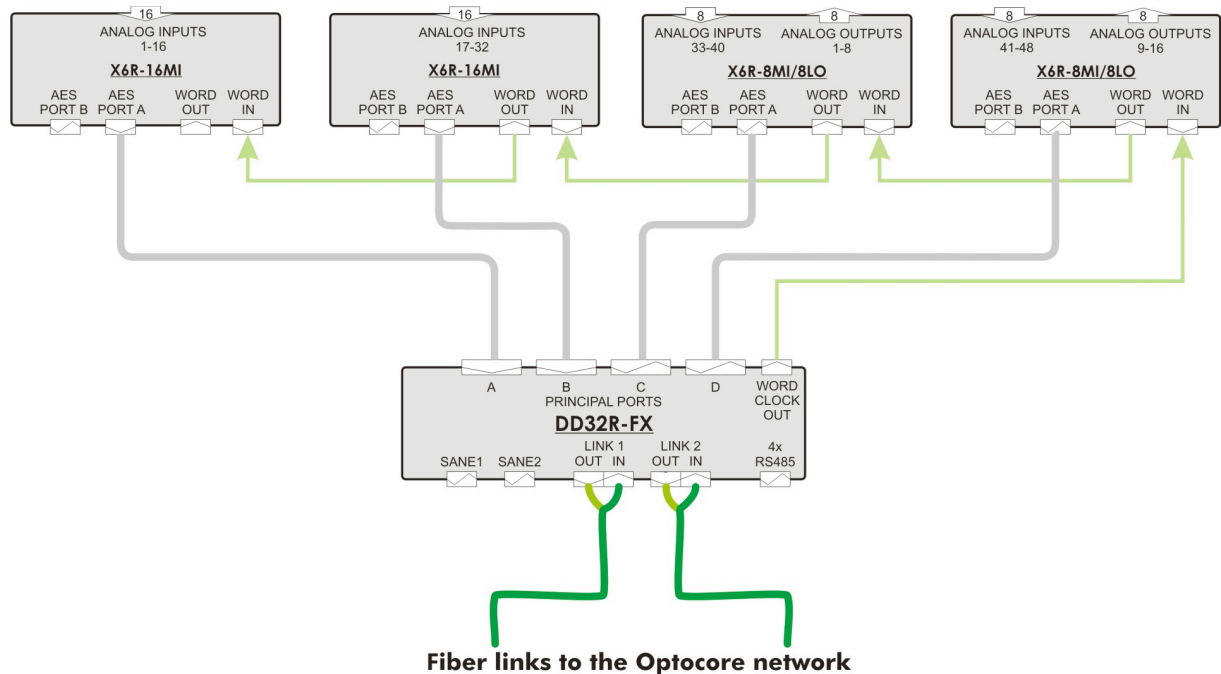 16
ANALOG INPUTS
1-16
X6R-16MI
AES PORT B
AES PORT A
WORD OUT
WORD IN
16
ANALOG INPUTS
17-32
X6R-16MI
AES PORT B
AES PORT A
WORD OUT
WORD IN
8
ANALOG INPUTS
33-40
8
ANALOG OUTPUTS
1-8
X6R-8MI/8LO
AES PORT B
AES PORT A
WORD OUT
WORD IN
8
ANALOG INPUTS
41-48
8
ANALOG OUTPUTS
9-16
X6R-8MI/8LO
AES PORT B
AES PORT A
WORD OUT
WORD IN
A
B
C
D
WORD CLOCK OUT
PRINCIPAL PORTS
DD32R-FX
SANE1
SANE2
LINK 1
OUT IN
LINK 2
OUT IN
4x
RS485
Fiber links to the Optocore network